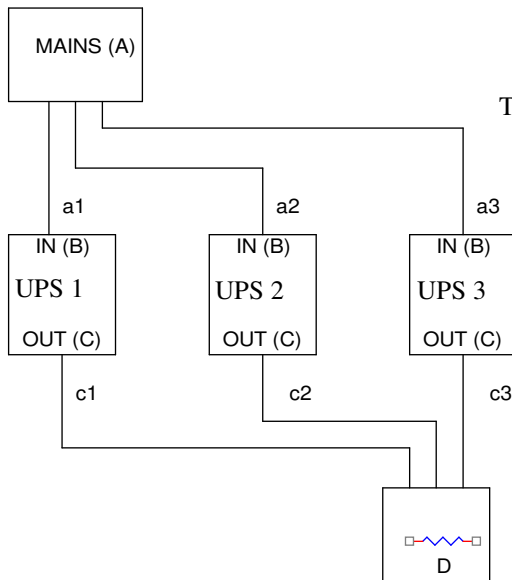 MAINS (A)
T
a1 a2 a3
IN (B) IN (B) IN (B)
UPS 1 UPS 2 UPS 3
OUT (C) OUT (C) OUT (C)
c1 c2 c3
D